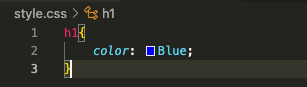 style.css > h1
1 h1{
2 color: Blue;
3 }